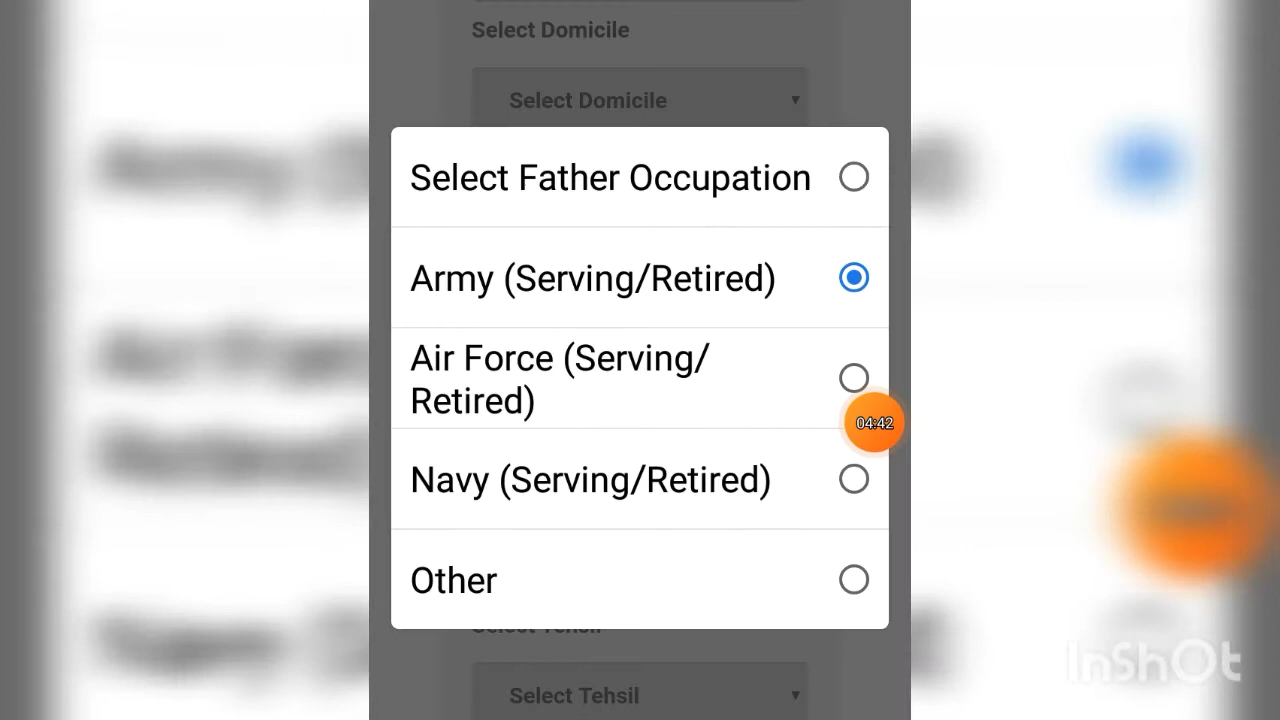 Select Domicile
Select Domicile
Select Father Occupation
Army (Serving/Retired)
Air Force (Serving/
Retired)
04:42
Navy (Serving/Retired)
Other
Select Tehsil
Select Tehsil
InShOt